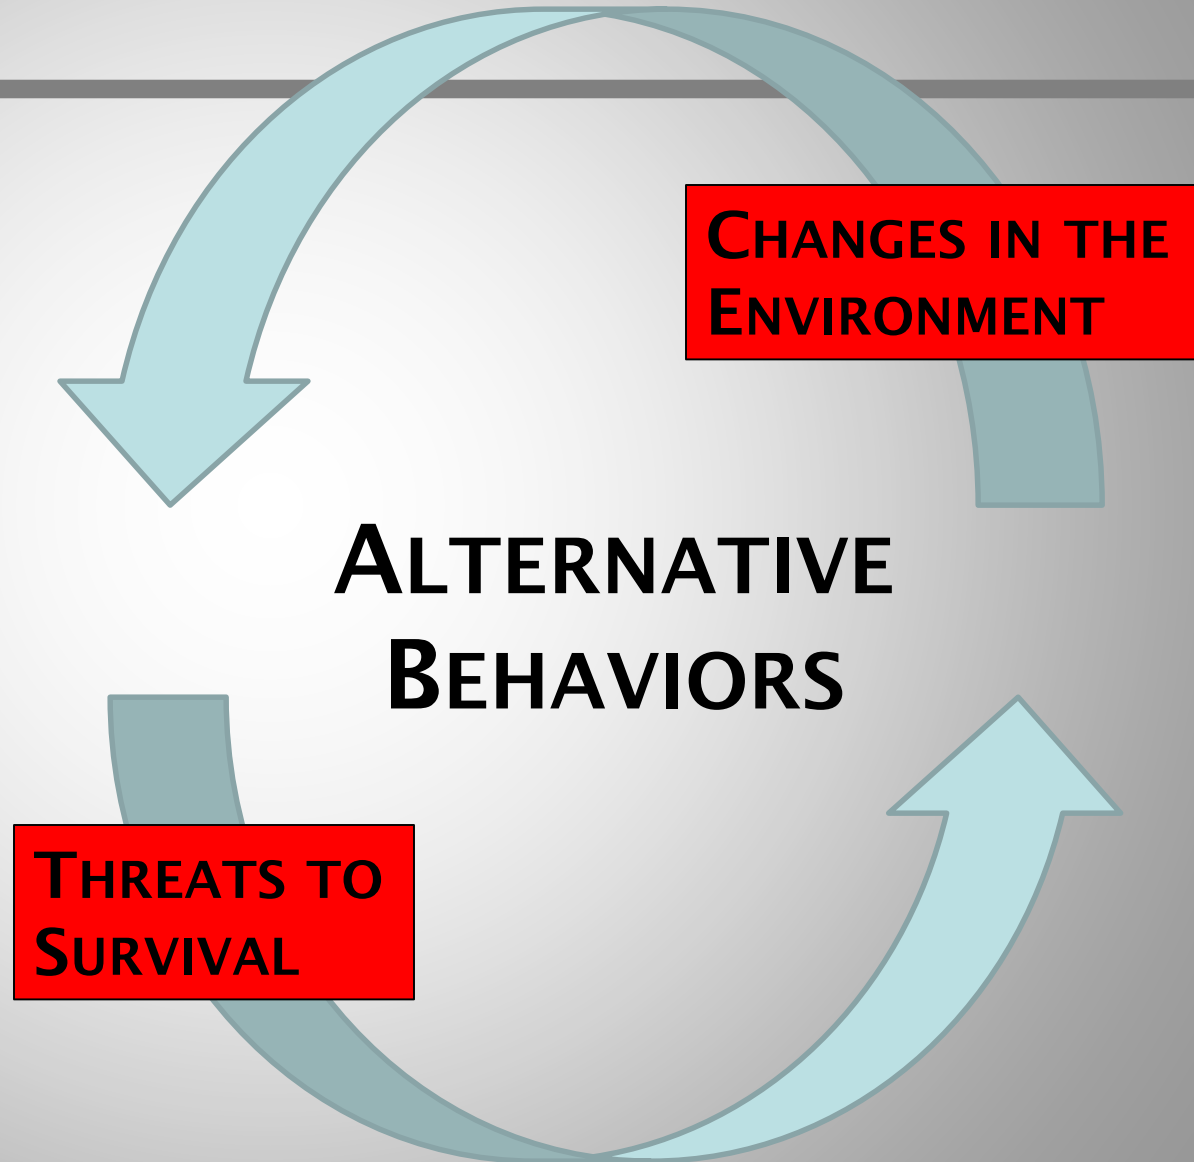 CHANGES IN THE
ENVIRONMENT
ALTERNATIVE
BEHAVIORS
THREATS TO
SURVIVAL